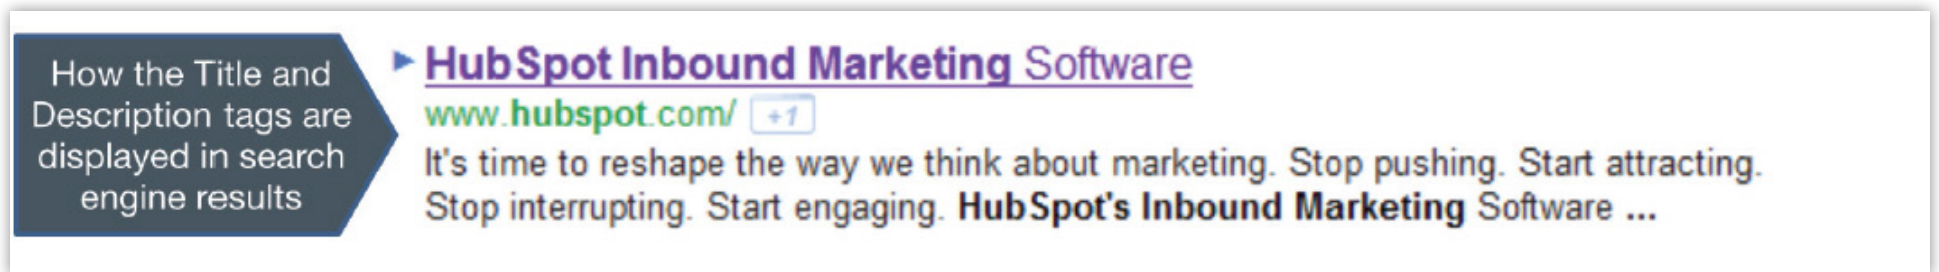 How the Title and
Description tags are
displayed in search
engine results
HubSpot Inbound Marketing Software
www.hubspot.com/ +1
It's time to reshape the way we think about marketing. Stop pushing. Start attracting.
Stop interrupting. Start engaging. HubSpot's Inbound Marketing Software ...